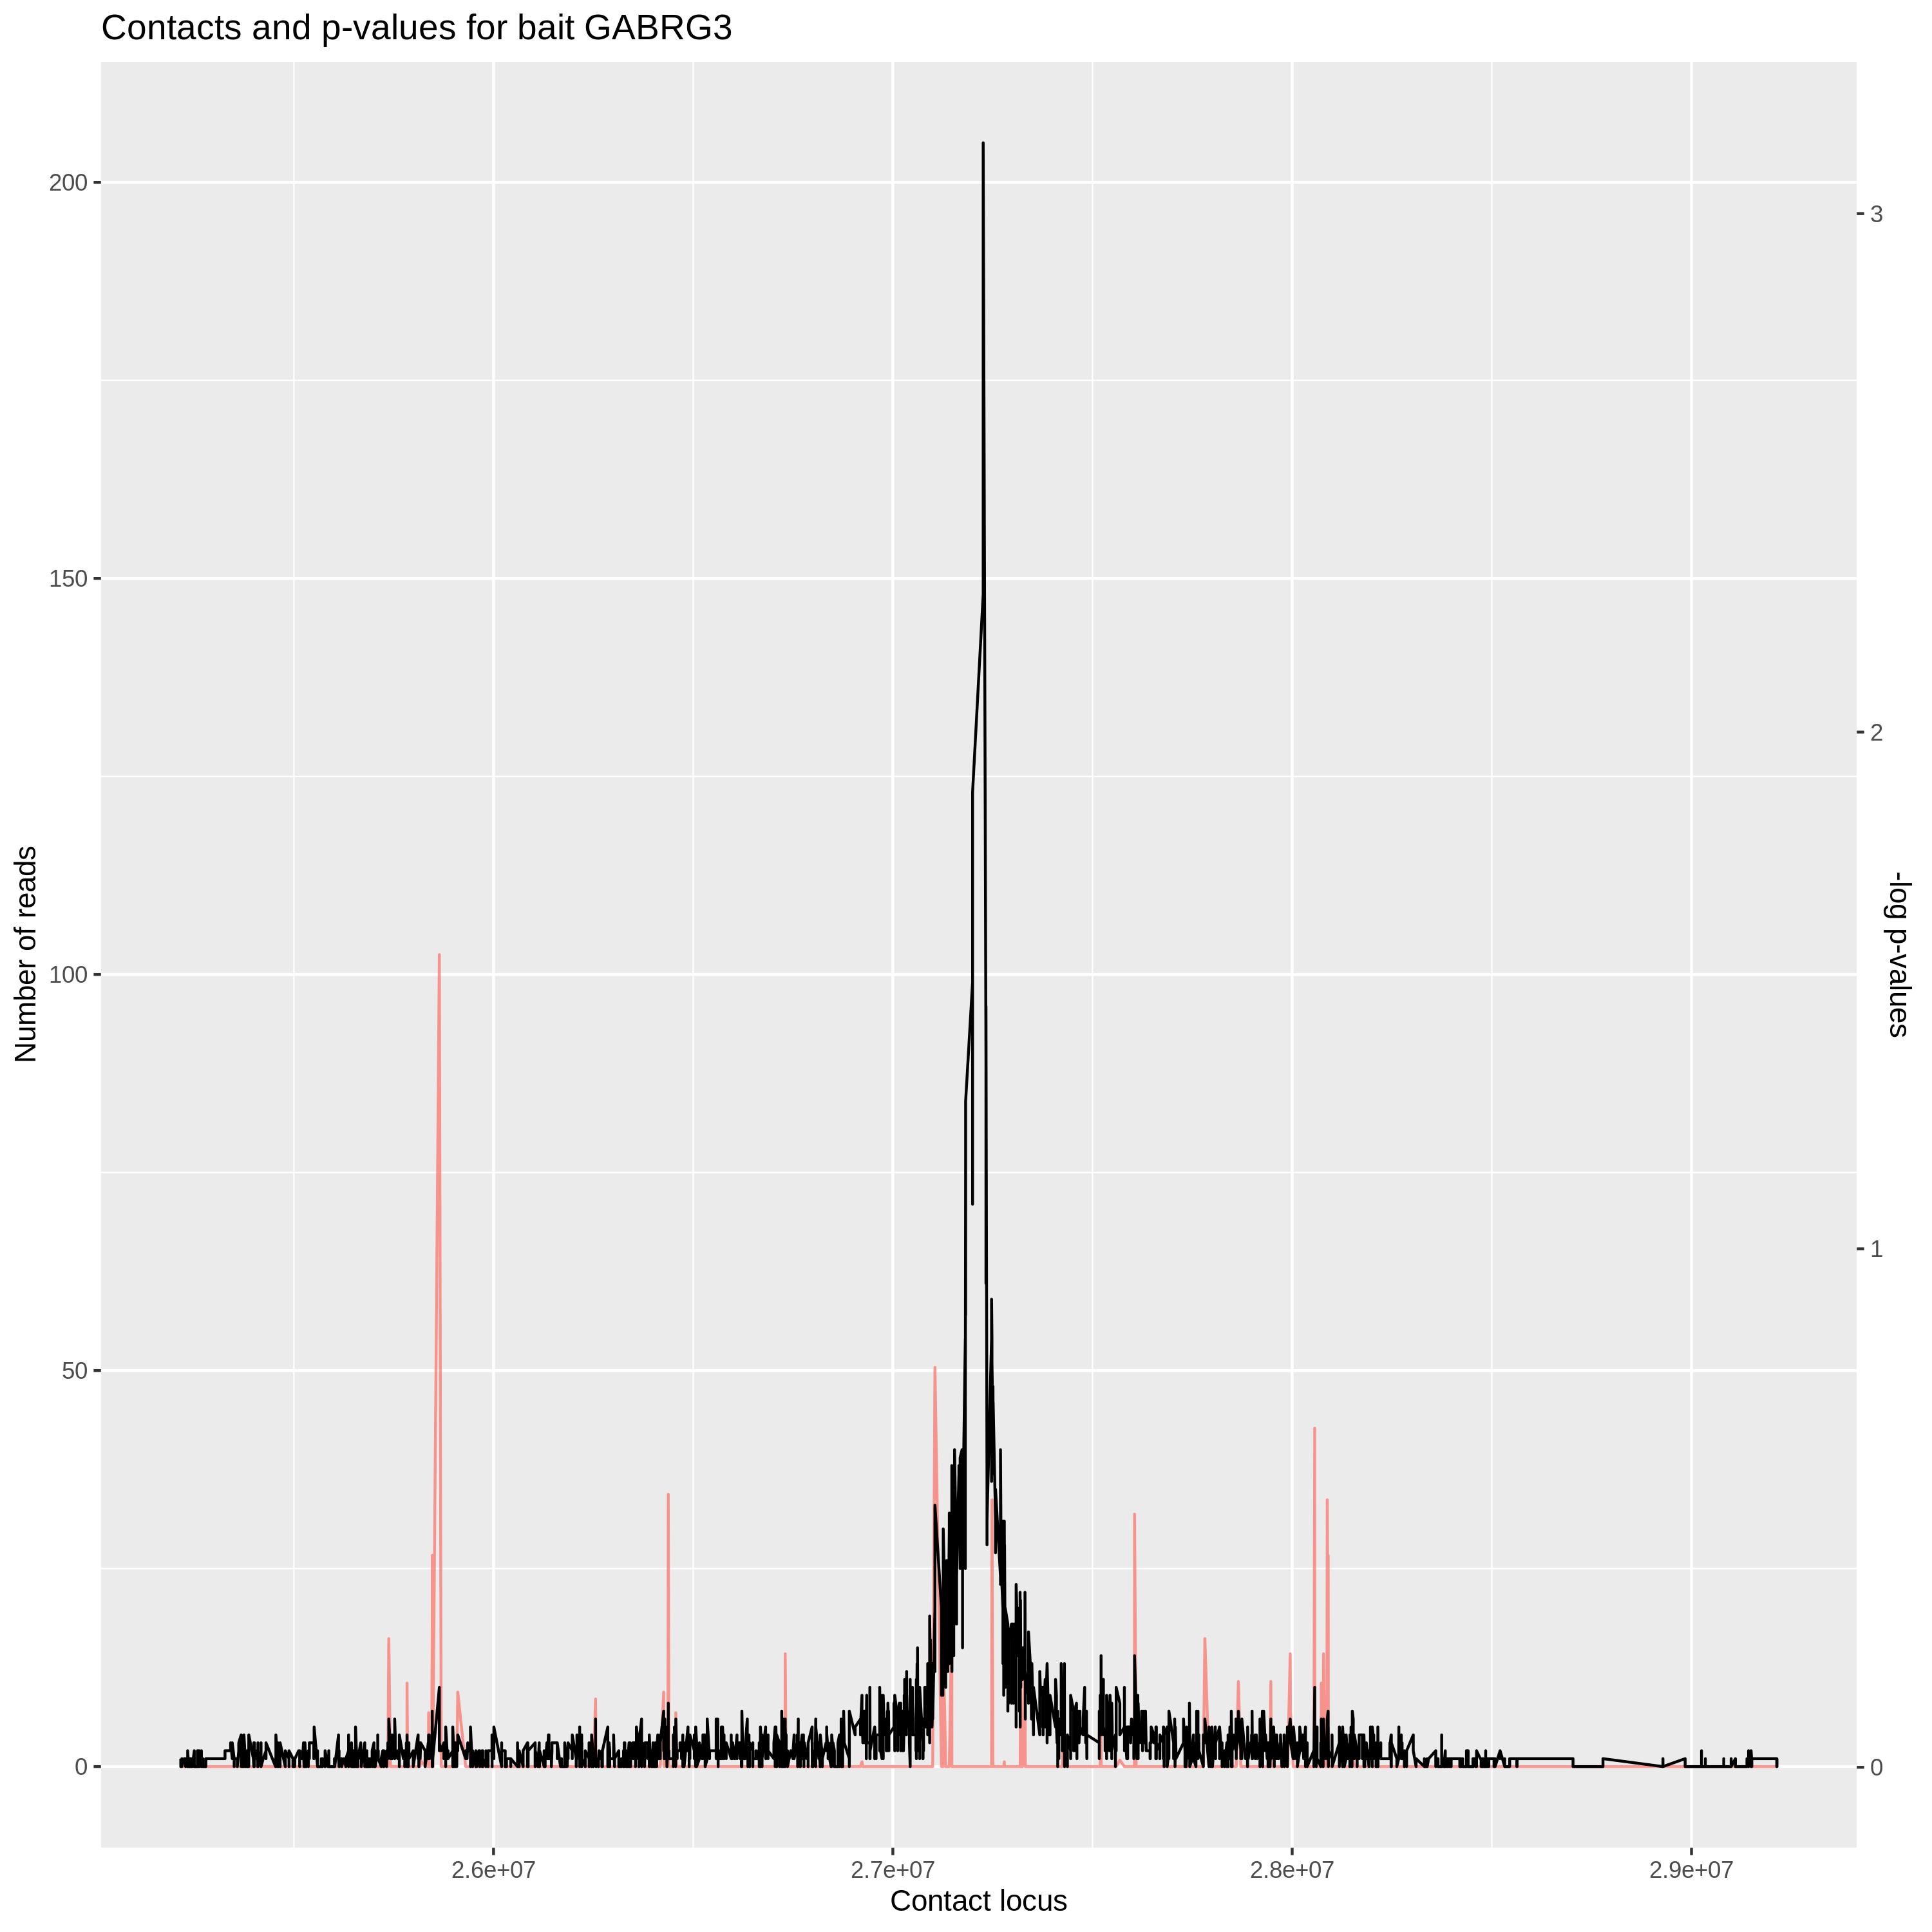 Contacts and p-values for bait GABRG3
200
150
100
50
0
Number of reads
3
2
1
0
-log p-values
2.6e+07
2.7e+07
2.8e+07
2.9e+07
Contact locus